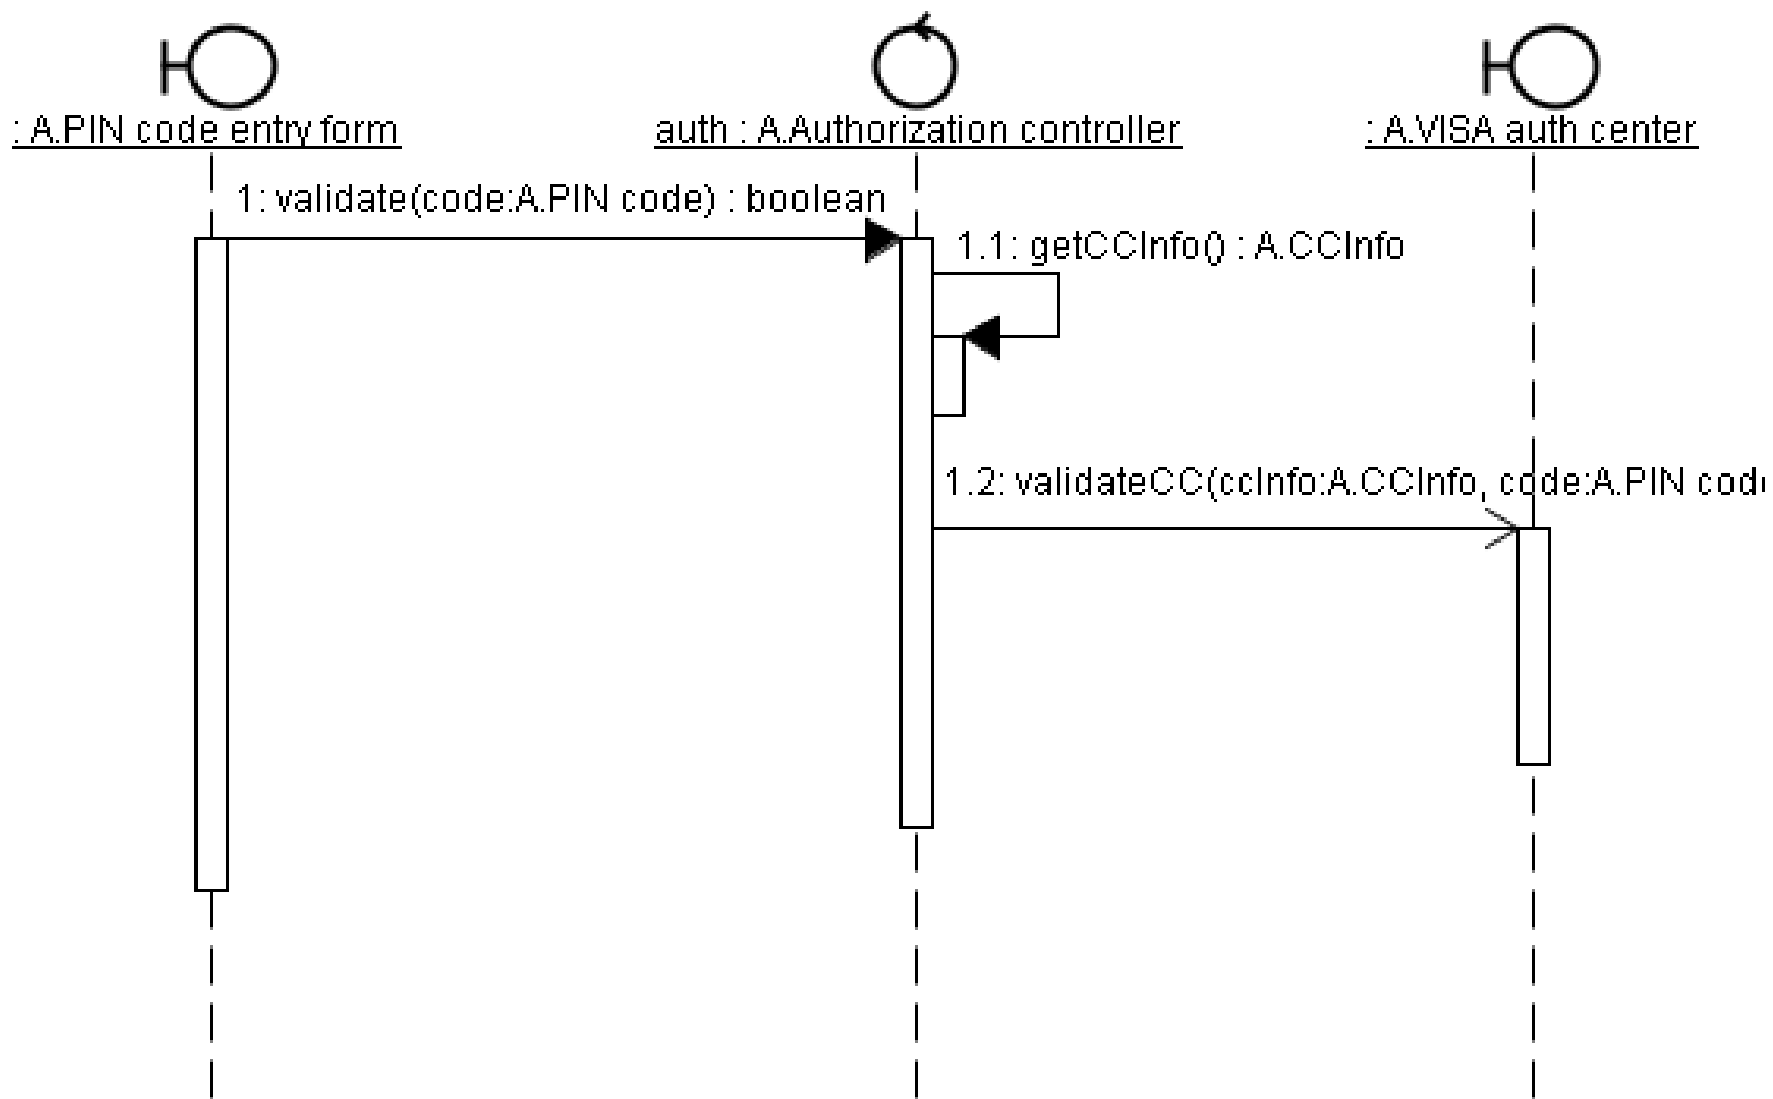 : A.PIN code entry form
auth : A.Authorization controller
: A.VISA auth center
1: validate(code:A.PIN code) : boolean
1.1: getCCInfo() : A.CCInfo
1.2: validateCC(ccInfo:A.CCInfo, code:A.PIN cod